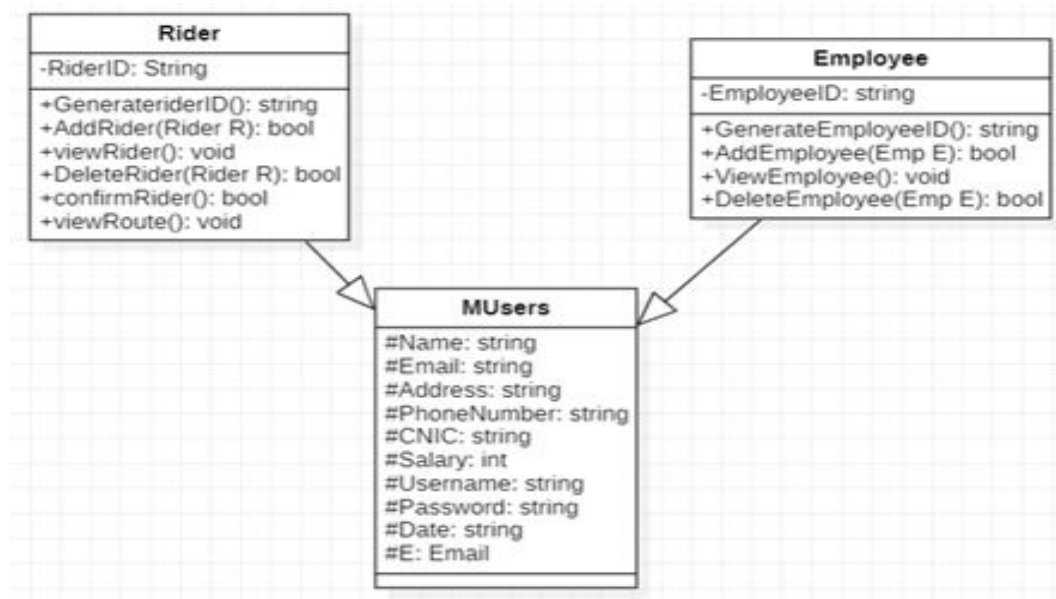 Rider
-RiderID: String
+GenerateriderID(): string
+AddRider(Rider R): bool
+viewRider(): void
+DeleteRider(Rider R): bool
+confirmRider(): bool
+viewRoute(): void
Employee
-EmployeeID: string
+GenerateEmployeeID(): string
+AddEmployee(Emp E): bool
+ViewEmployee(): void
+DeleteEmployee(Emp E): bool
MUsers
#Name: string
#Email: string
#Address: string
#PhoneNumber: string
#CNIC: string
#Salary: int
#Username: string
#Password: string
#Date: string
#E: Email